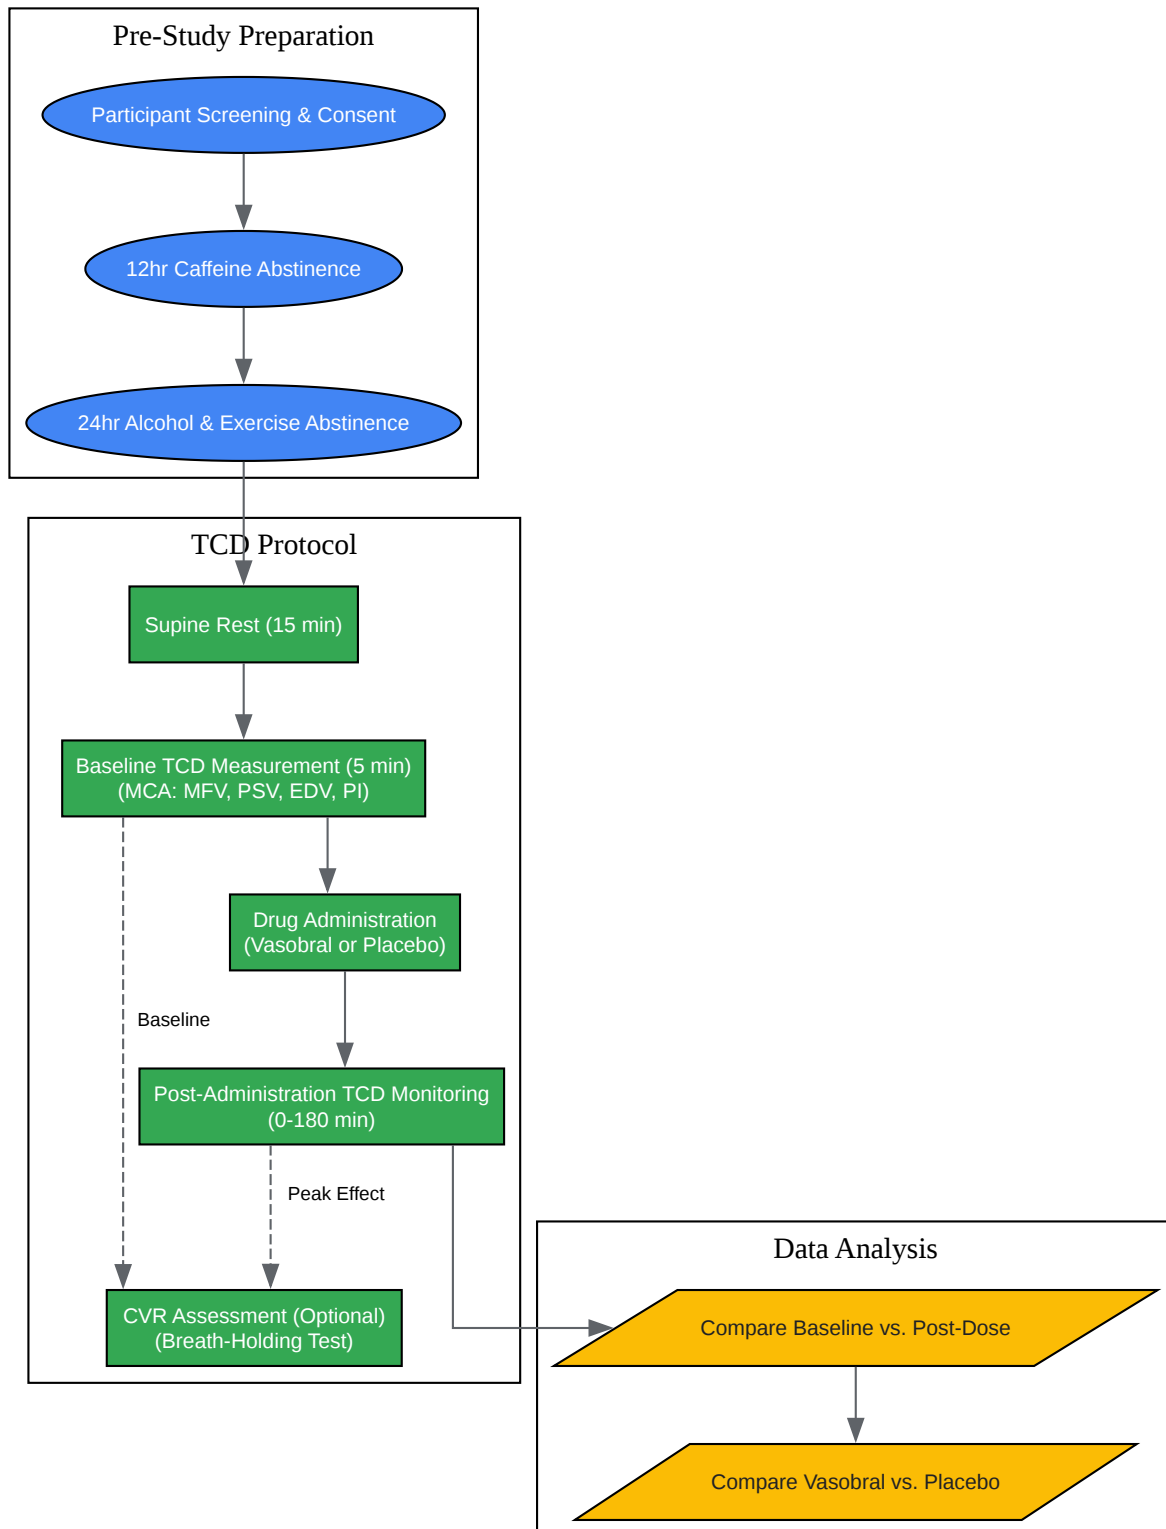 Pre-Study Preparation
Participant Screening & Consent
12hr Caffeine Abstinence
24hr Alcohol & Exercise Abstinence
TCD Protocol
Supine Rest (15 min)
Baseline TCD Measurement (5 min)
(MCA: MFV, PSV, EDV, PI)
Drug Administration
(Vasobral or Placebo)
Baseline
Post-Administration TCD Monitoring
(0-180 min)
Peak Effect
CVR Assessment (Optional)
(Breath-Holding Test)
Data Analysis
Compare Baseline vs. Post-Dose
Compare Vasobral vs. Placebo